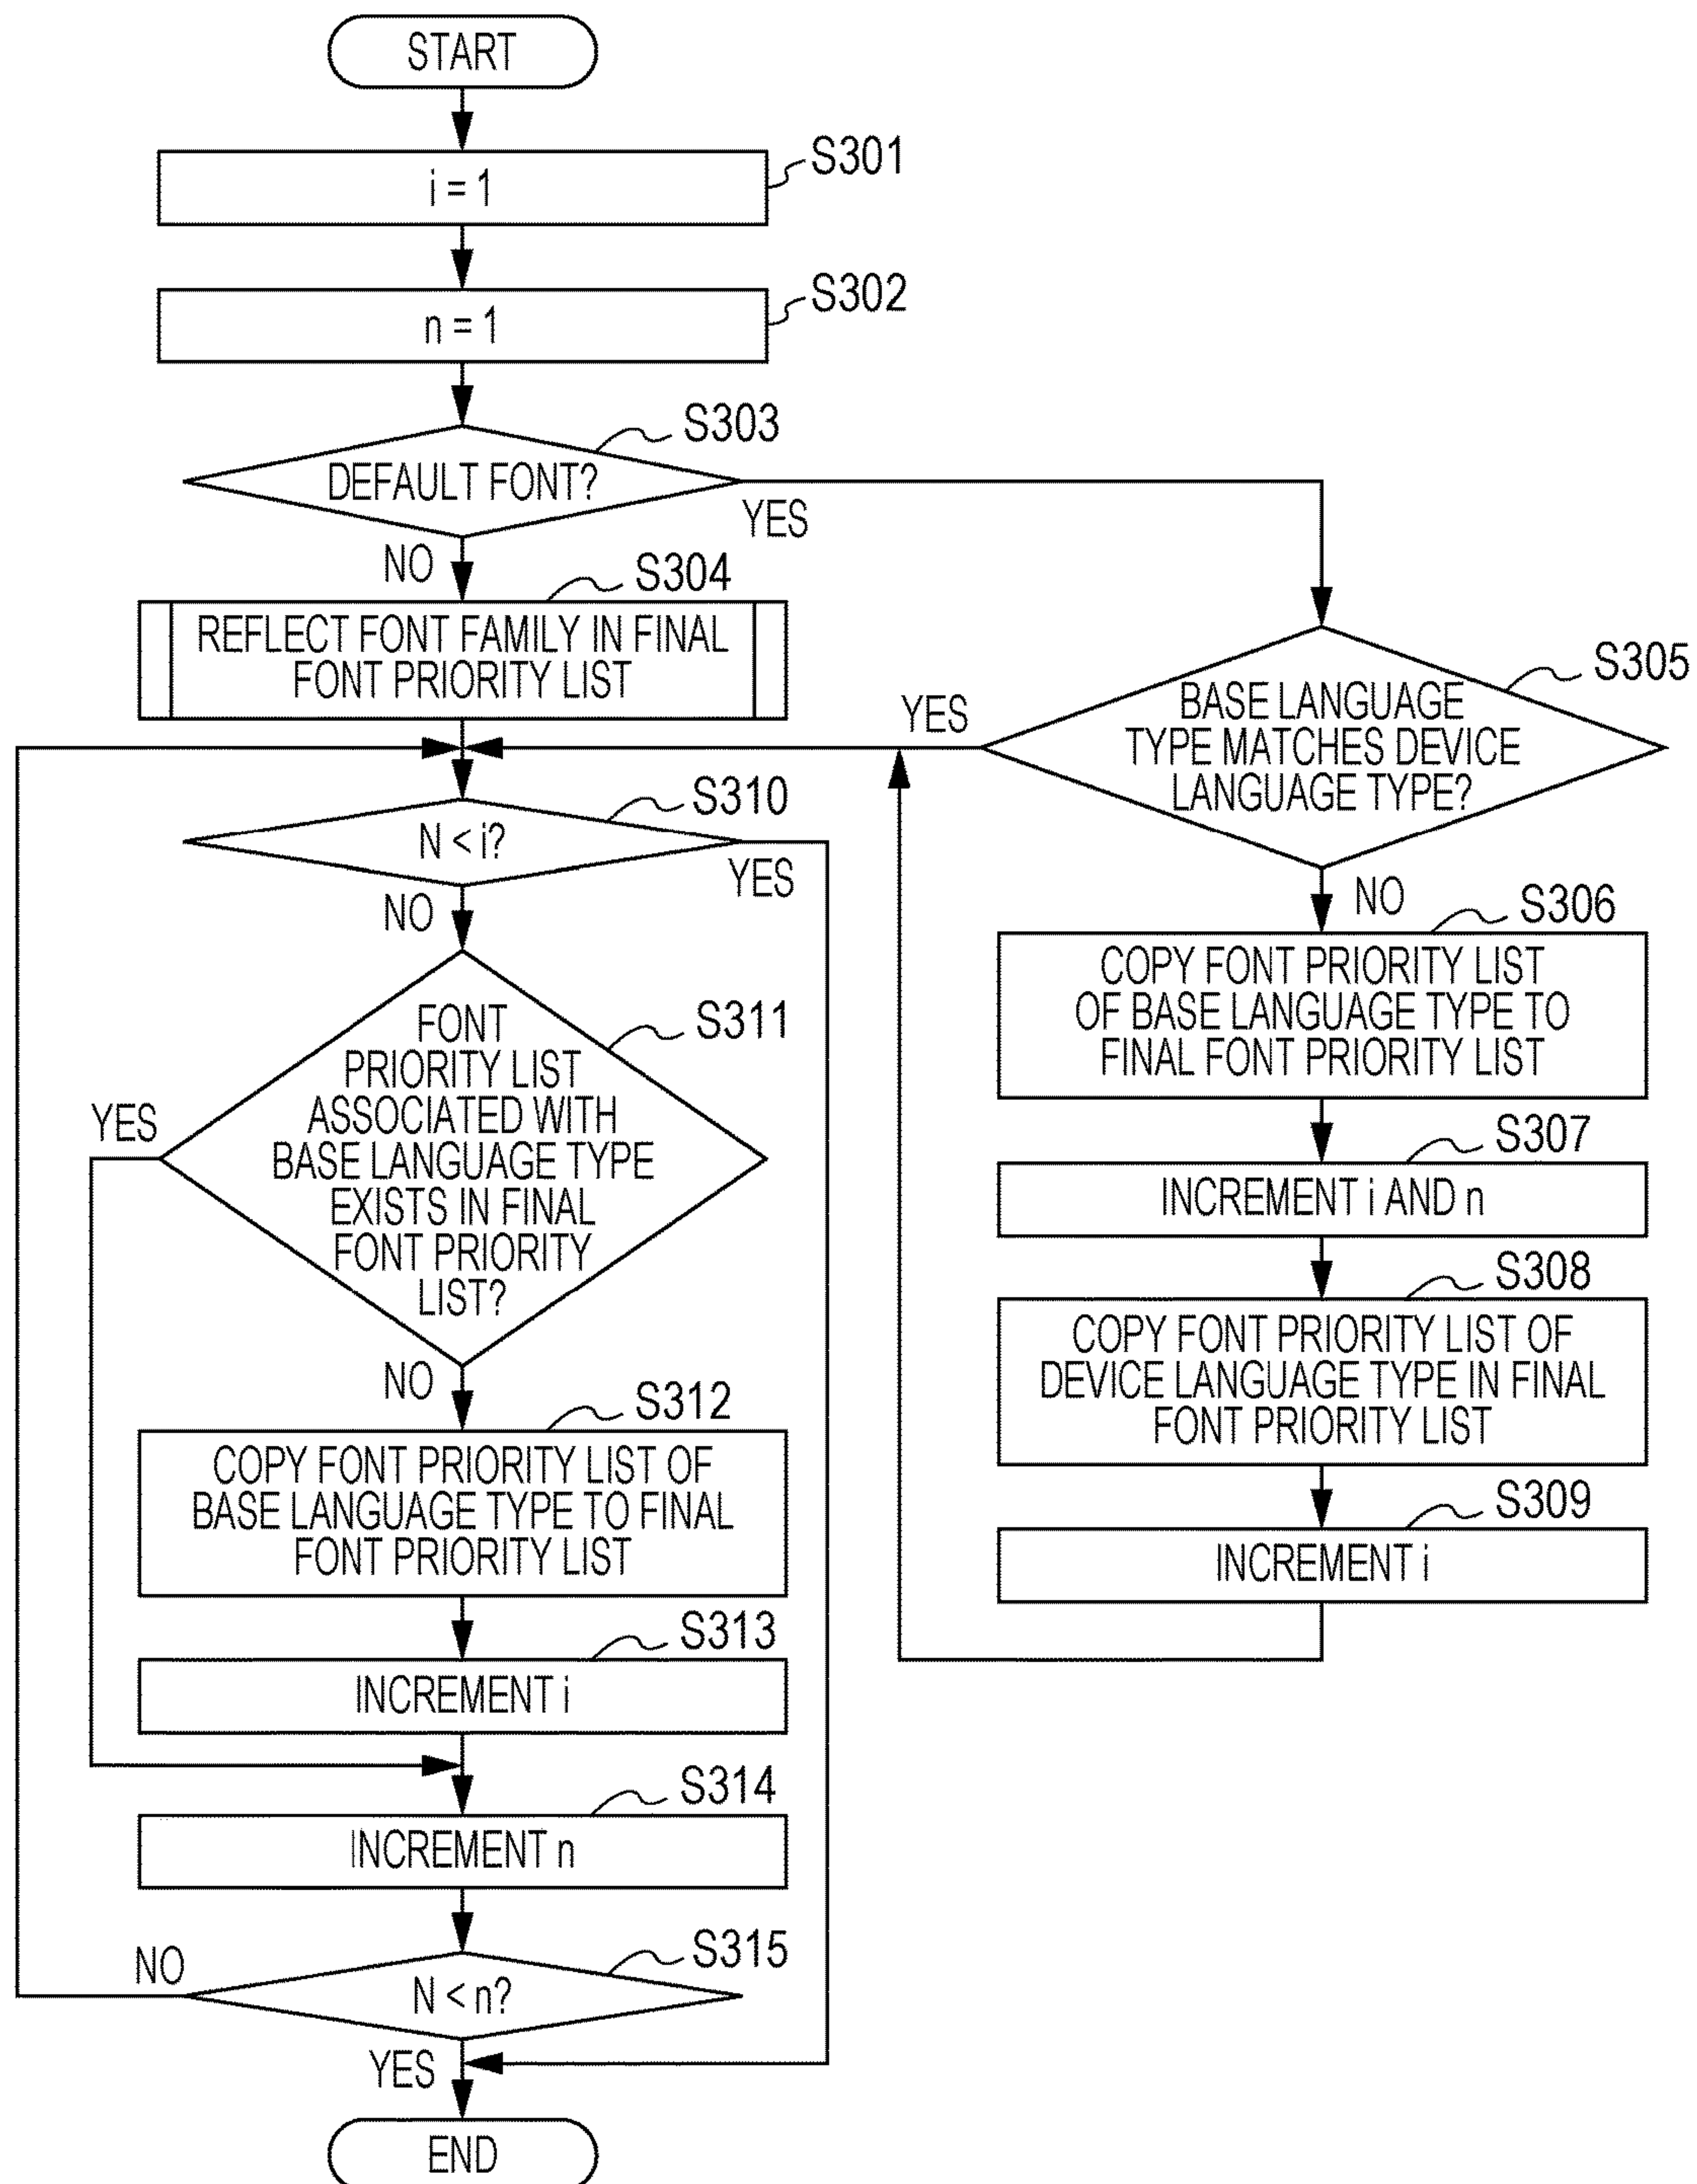 START
S301
i = 1
S302
n = 1
S303
DEFAULT FONT?
YES
NO
S304
REFLECT FONT FAMILY IN FINAL
FONT PRIORITY LIST
S305
BASE LANGUAGE
TYPE MATCHES DEVICE
LANGUAGE TYPE?
YES
NO
S306
COPY FONT PRIORITY LIST
OF BASE LANGUAGE TYPE TO
FINAL FONT PRIORITY LIST
S307
INCREMENT i AND n
S308
COPY FONT PRIORITY LIST OF
DEVICE LANGUAGE TYPE IN FINAL
FONT PRIORITY LIST
S309
INCREMENT i
S310
N < i?
YES
NO
S311
FONT
PRIORITY LIST
ASSOCIATED WITH
BASE LANGUAGE TYPE
EXISTS IN FINAL
FONT PRIORITY
LIST?
YES
NO
S312
COPY FONT PRIORITY LIST OF
BASE LANGUAGE TYPE TO FINAL
FONT PRIORITY LIST
S313
INCREMENT i
S314
INCREMENT n
S315
N < n?
NO
YES
END